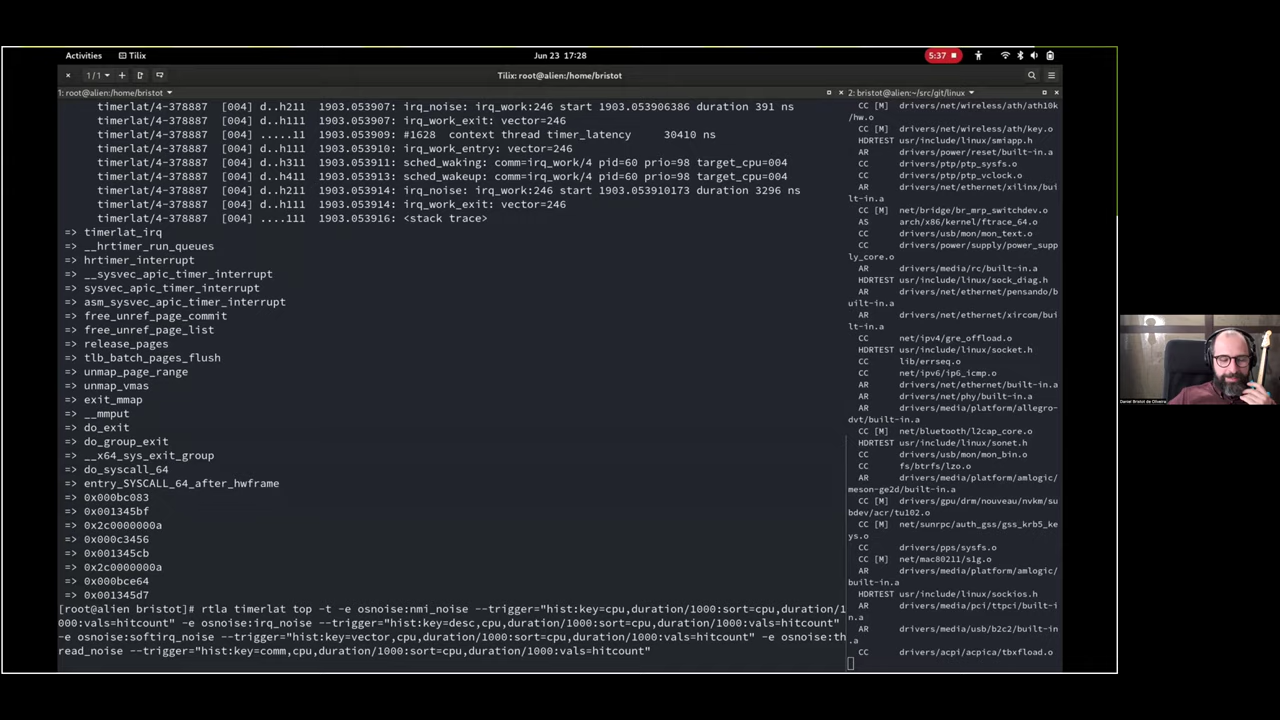 Activities
Tilix
Jun 23 17:28
5:37
1/1
Tilix: root@alien:/home/bristot
1: root@alien:/home/bristot
timerlat/4-378887 [004] d..h211 1903.053907: irq_noise: irq_work:246 start 1903.053906386 duration 391 ns
timerlat/4-378887 [004] d..h211 1903.053907: irq_work_exit: vector=246
timerlat/4-378887 [004] .....11 1903.053909: #1628 context thread timer_latency 30410 ns
timerlat/4-378887 [004] d..h211 1903.053910: irq_work_entry: vector=246
timerlat/4-378887 [004] d..h311 1903.053911: sched_waking: comm=irq_work/4 pid=60 prio=98 target_cpu=004
timerlat/4-378887 [004] d..h411 1903.053913: sched_wakeup: comm=irq_work/4 pid=60 prio=98 target_cpu=004
timerlat/4-378887 [004] d..h211 1903.053914: irq_noise: irq_work:246 start 1903.053910173 duration 3296 ns
timerlat/4-378887 [004] d..h211 1903.053914: irq_work_exit: vector=246
timerlat/4-378887 [004] ....111 1903.053916: <stack trace>
=> timerlat_irq
=> __hrtimer_run_queues
=> hrtimer_interrupt
=> __sysvec_apic_timer_interrupt
=> sysvec_apic_timer_interrupt
=> asm_sysvec_apic_timer_interrupt
=> free_unref_page_commit
=> free_unref_page_list
=> release_pages
=> tlb_batch_pages_flush
=> unmap_page_range
=> unmap_vmas
=> exit_mmap
=> __mmput
=> do_exit
=> do_group_exit
=> __x64_sys_exit_group
=> do_syscall_64
=> entry_SYSCALL_64_after_hwframe
=> 0x000bc083
=> 0x001345bf
=> 0x2c0000000a
=> 0x000c3456
=> 0x001345cb
=> 0x2c0000000a
=> 0x000bce64
=> 0x001345d7
[root@alien bristot]# rtla timerlat top -t -e osnoise:nmi_noise --trigger="hist:key=cpu,duration/1000:sort=cpu,duration/1
000:vals=hitcount" -e osnoise:irq_noise --trigger="hist:key=desc,cpu,duration/1000:sort=cpu,duration/1000:vals=hitcount"
-e osnoise:softirq_noise --trigger="hist:key=vector,cpu,duration/1000:sort=cpu,duration/1000:vals=hitcount" -e osnoise:th
read_noise --trigger="hist:key=comm,cpu,duration/1000:sort=cpu,duration/1000:vals=hitcount"
2: bristot@alien:~/src/git/linux
CC [M] drivers/net/wireless/ath/ath10k
/hw.o
CC [M] drivers/net/wireless/ath/key.o
HDRTEST usr/include/linux/smiapp.h
AR drivers/power/reset/built-in.a
CC drivers/ptp/ptp_sysfs.o
CC drivers/ptp/ptp_vclock.o
AR drivers/net/ethernet/xilinx/bui
lt-in.a
CC [M] net/bridge/br_mrp_switchdev.o
AS arch/x86/kernel/ftrace_64.o
CC drivers/usb/mon/mon_text.o
CC drivers/power/supply/power_supp
ly_core.o
AR drivers/media/rc/built-in.a
HDRTEST usr/include/linux/sock_diag.h
AR drivers/net/ethernet/pensando/b
uilt-in.a
AR drivers/net/ethernet/xircom/bui
lt-in.a
CC net/ipv4/gre_offload.o
HDRTEST usr/include/linux/socket.h
CC lib/errseq.o
CC net/ipv6/ip6_icmp.o
AR drivers/net/ethernet/built-in.a
AR drivers/net/phy/built-in.a
AR drivers/media/platform/allegro-
dvt/built-in.a
CC [M] net/bluetooth/l2cap_core.o
HDRTEST usr/include/linux/sonet.h
CC drivers/usb/mon/mon_bin.o
CC fs/btrfs/lzo.o
AR drivers/media/platform/amlogic/
meson-ge2d/built-in.a
CC [M] drivers/gpu/drm/nouveau/nvkm/su
bdev/acr/tu102.o
CC [M] net/sunrpc/auth_gss/gss_krb5_ke
ys.o
CC drivers/pps/sysfs.o
CC [M] net/mac80211/s1g.o
AR drivers/media/platform/amlogic/
built-in.a
HDRTEST usr/include/linux/sockios.h
AR drivers/media/pci/ttpci/built-i
n.a
AR drivers/media/usb/b2c2/built-in
.a
CC drivers/acpi/acpica/tbxfload.o
Daniel Bristot de Oliveira